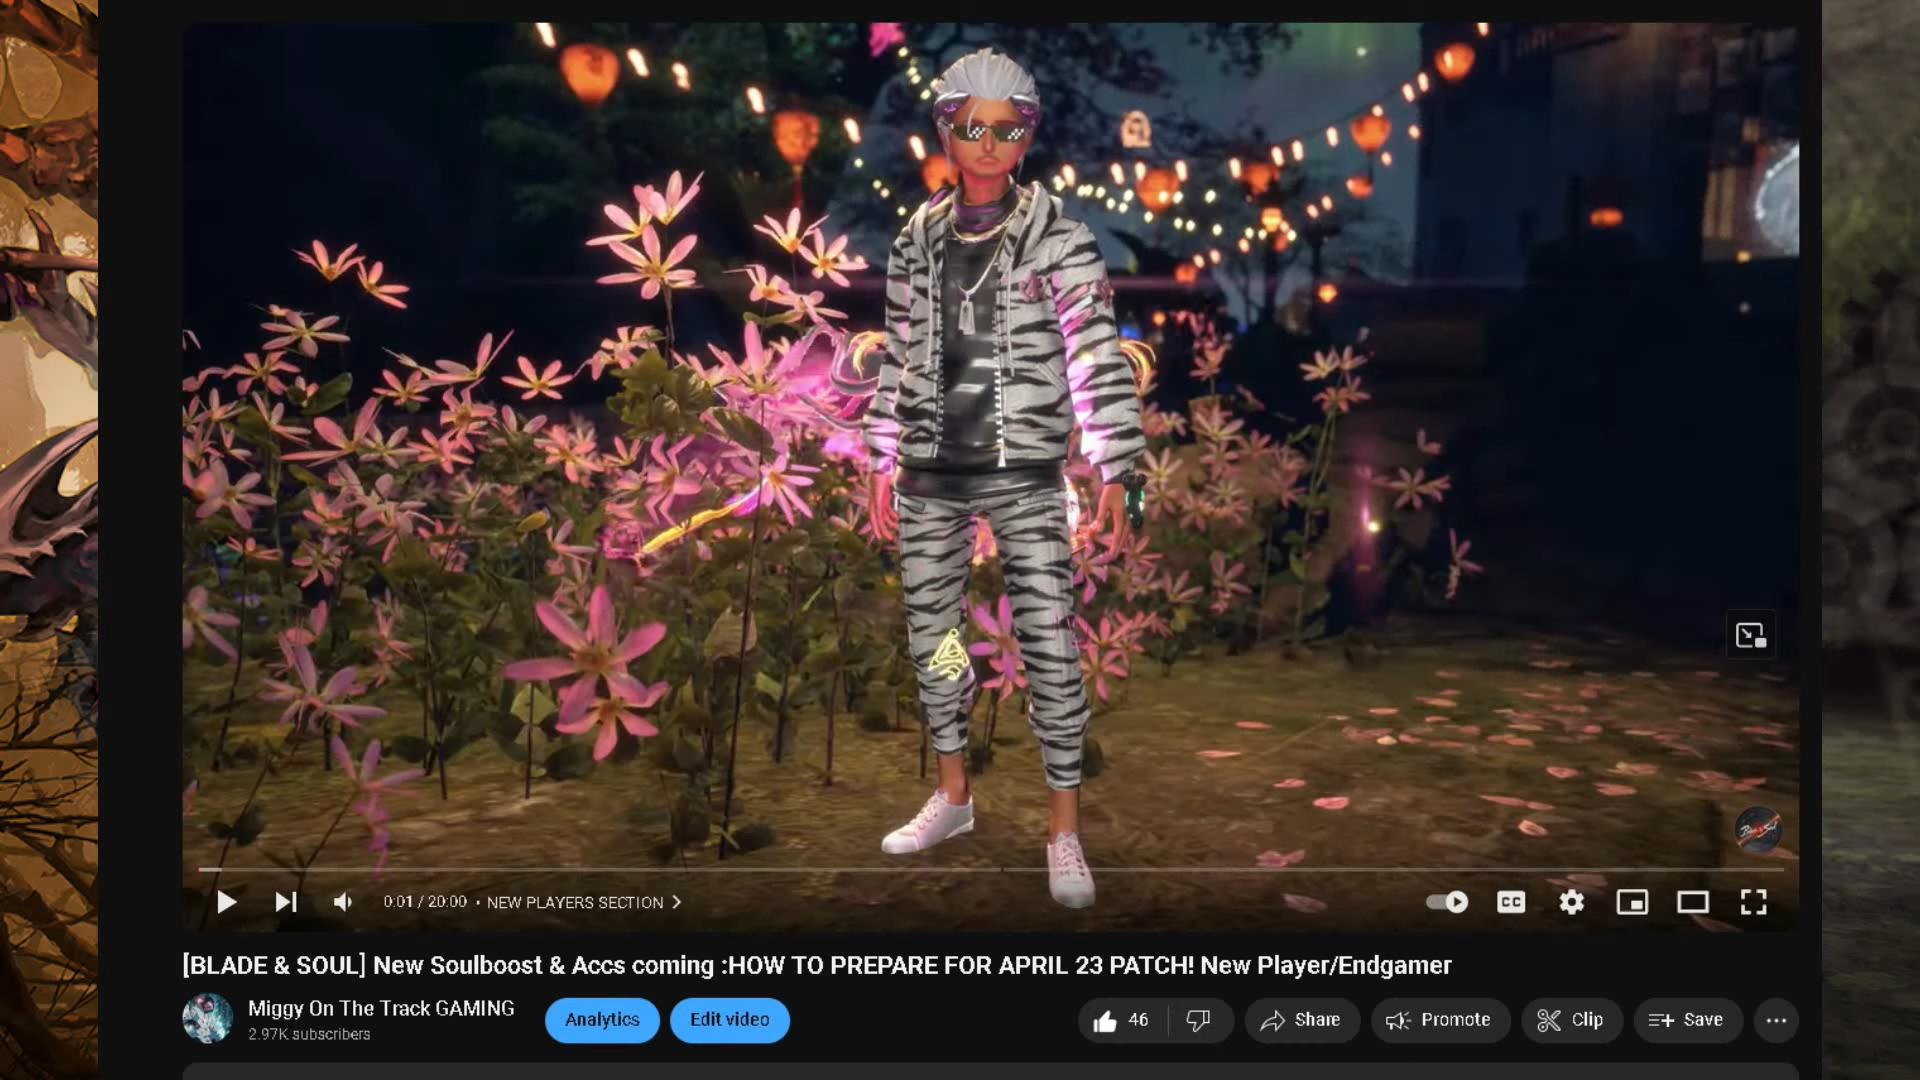 0:01 / 20:00 • NEW PLAYERS SECTION
CC
[BLADE & SOUL] New Soulboost & Accs coming :HOW TO PREPARE FOR APRIL 23 PATCH! New Player/Endgamer
Miggy On The Track GAMING
2.97K subscribers
Analytics
Edit video
46
Share
Promote
Clip
Save